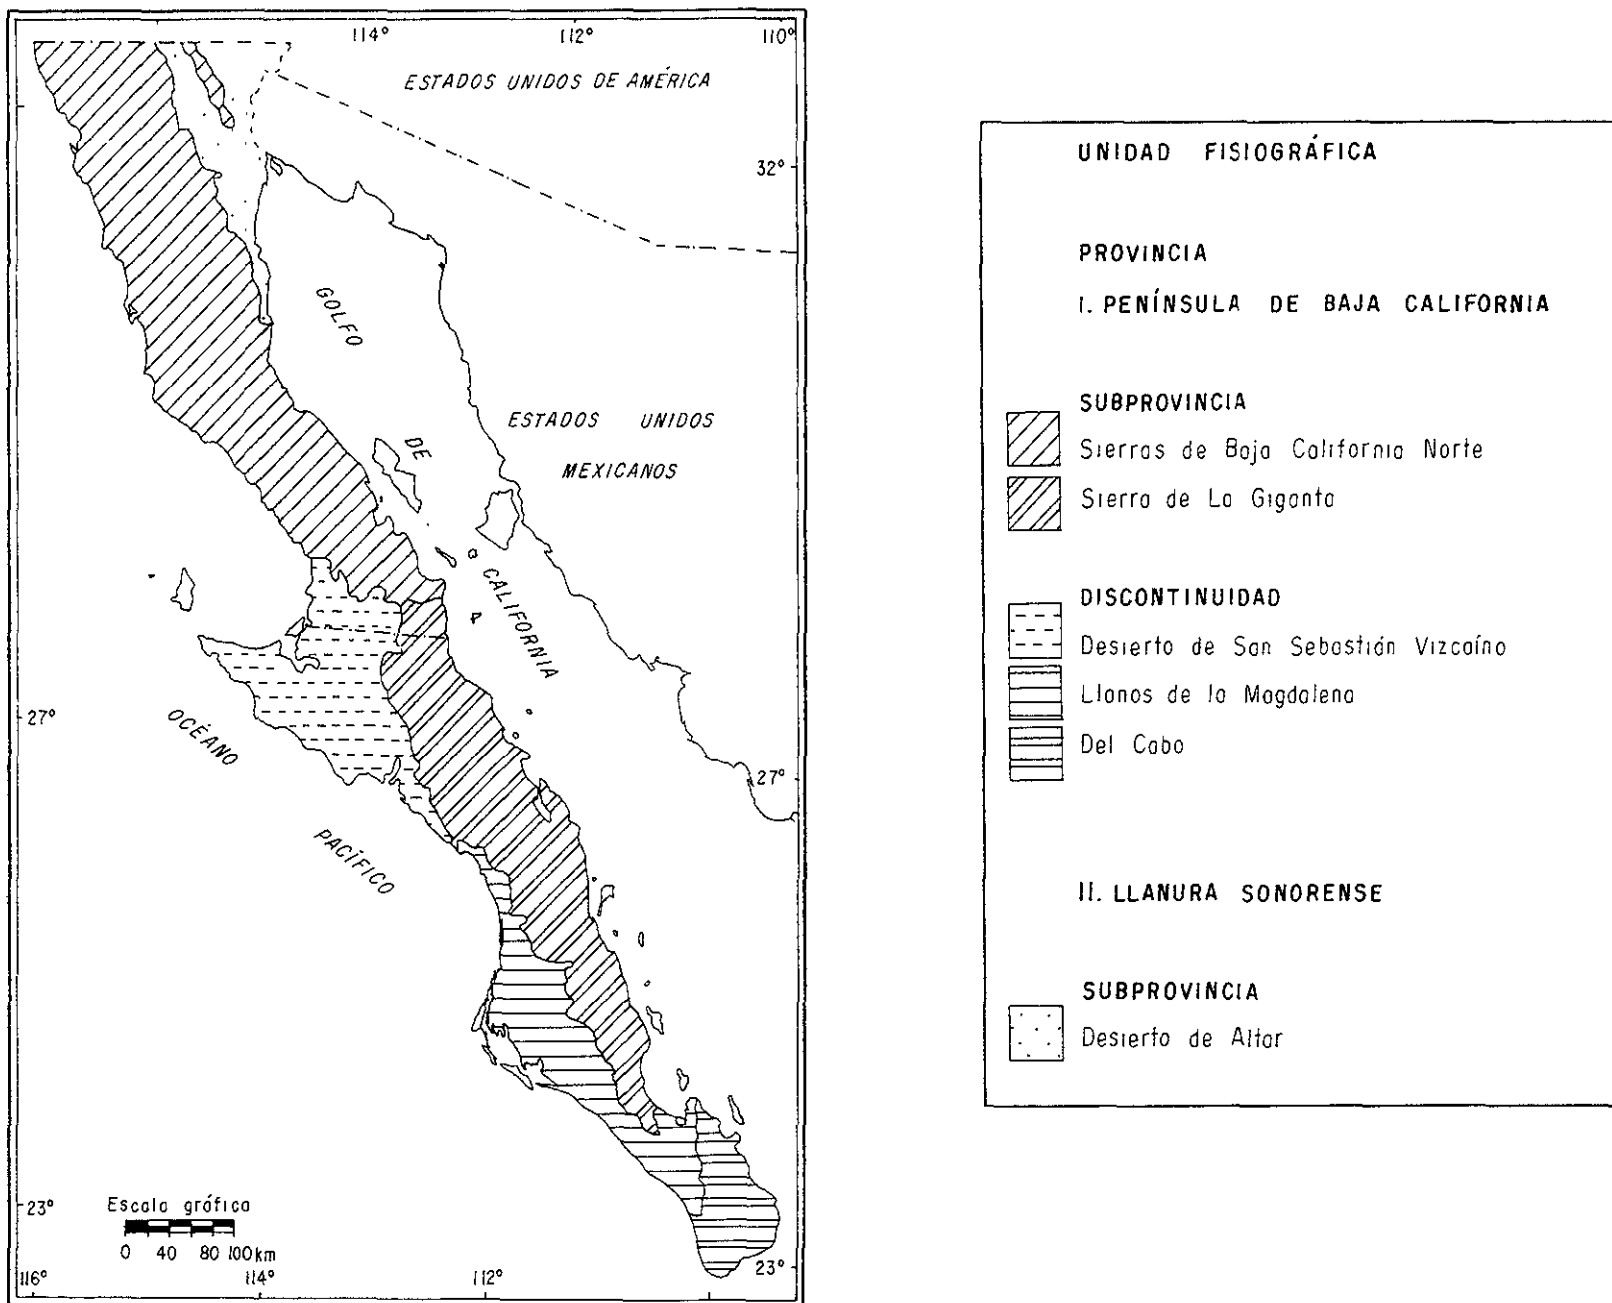 114°
112°
110°
ESTADOS UNIDOS DE AMÉRICA
32°
GOLFO
DE
CALIFORNIA
ESTADOS UNIDOS
MEXICANOS
27°
OCÉANO
PACÍFICO
27°
23°
Escala gráfica
0 40 80 100km
23°
116°
114°
112°
UNIDAD FISIOGRÁFICA
PROVINCIA
I. PENÍNSULA DE BAJA CALIFORNIA
SUBPROVINCIA
Sierras de Baja California Norte
Sierra de La Giganta
DISCONTINUIDAD
Desierto de San Sebastián Vizcaíno
Llanos de la Magdalena
Del Cabo
II. LLANURA SONORENSE
SUBPROVINCIA
Desierto de Altar